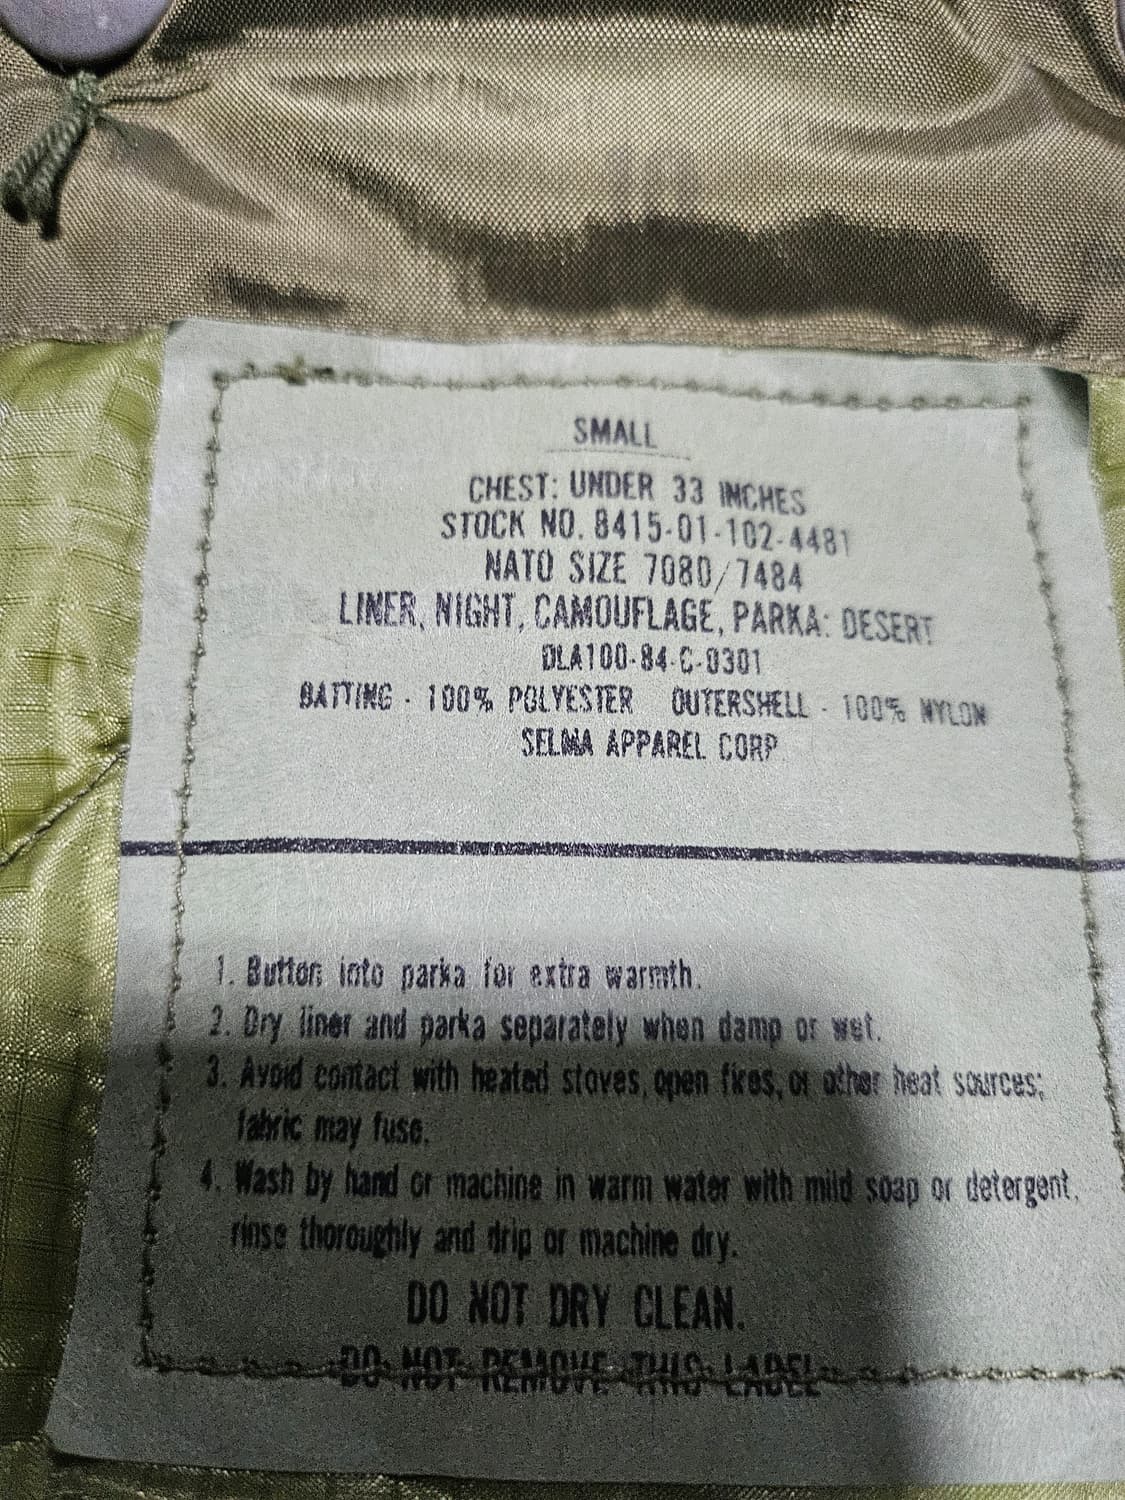 SMALL
CHEST: UNDER 33 INCHES
STOCK NO. 8415-01-102-4481
NATO SIZE 7080/7484
LINER, NIGHT, CAMOUFLAGE, PARKA: DESERT
DLA100-84-C-0301
BATTING - 100% POLYESTER OUTERSHELL - 100% NYLON
SELMA APPAREL CORP.
1. Button into parka for extra warmth.
2. Dry liner and parka separately when damp or wet.
3. Avoid contact with heated stoves, open fires, or other heat sources;
fabric may fuse.
4. Wash by hand or machine in warm water with mild soap or detergent,
rinse thoroughly and drip or machine dry.
DO NOT DRY CLEAN.
DO NOT REMOVE THIS LABEL